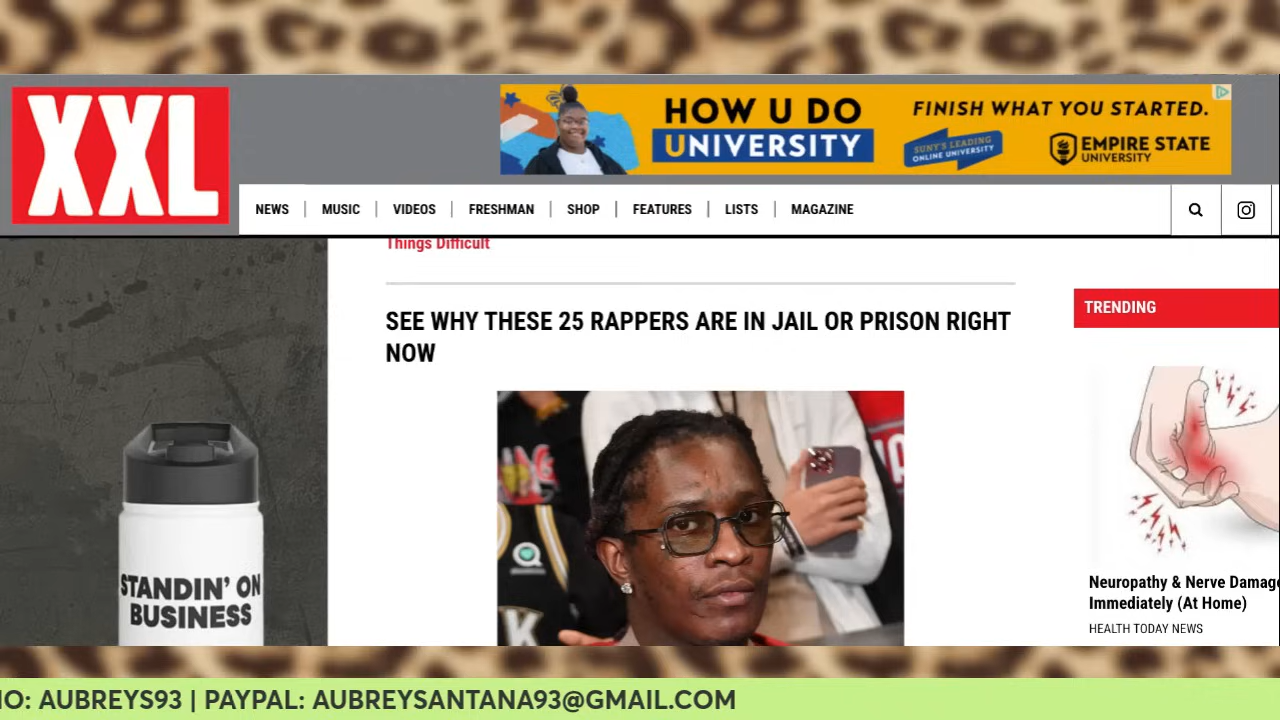 XXL
HOW U DO
UNIVERSITY
FINISH WHAT YOU STARTED.
SUNY'S LEADING
ONLINE UNIVERSITY
EMPIRE STATE
UNIVERSITY
NEWS | MUSIC | VIDEOS | FRESHMAN | SHOP | FEATURES | LISTS | MAGAZINE
Things Difficult
SEE WHY THESE 25 RAPPERS ARE IN JAIL OR PRISON RIGHT
NOW
TRENDING
K
STANDIN' ON
BUSINESS
Neuropathy & Nerve Damag
Immediately (At Home)
HEALTH TODAY NEWS
O: AUBREYS93 | PAYPAL: AUBREYSANTANA93@GMAIL.COM